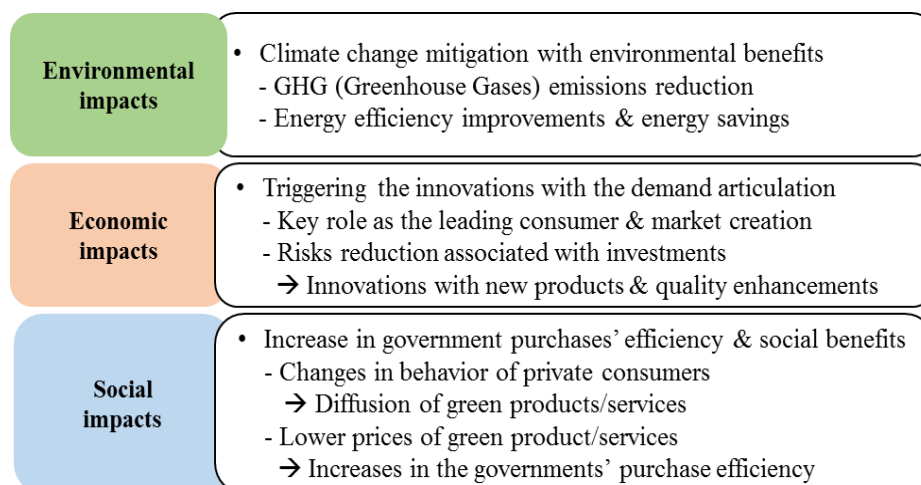 Environmental
impacts
• Climate change mitigation with environmental benefits
- GHG (Greenhouse Gases) emissions reduction
- Energy efficiency improvements & energy savings
Economic
impacts
• Triggering the innovations with the demand articulation
- Key role as the leading consumer & market creation
- Risks reduction associated with investments
→ Innovations with new products & quality enhancements
Social
impacts
• Increase in government purchases’ efficiency & social benefits
- Changes in behavior of private consumers
→ Diffusion of green products/services
- Lower prices of green product/services
→ Increases in the governments’ purchase efficiency